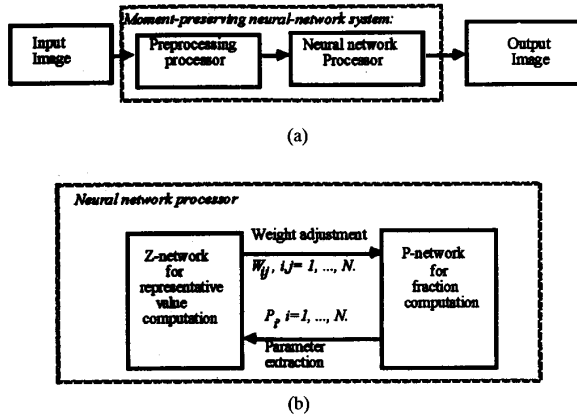 Moment-preserving neural-network system:
Input
Image
Preprocessing
processor
Neural network
Processor
Output
Image
(a)
Neural network processor
Z-network
for
representative
value
computation
Weight adjustment
Wij, i,j= 1, ..., N.
Pi, i=1, ..., N.
Parameter
extraction
P-network
for
fraction
computation
(b)